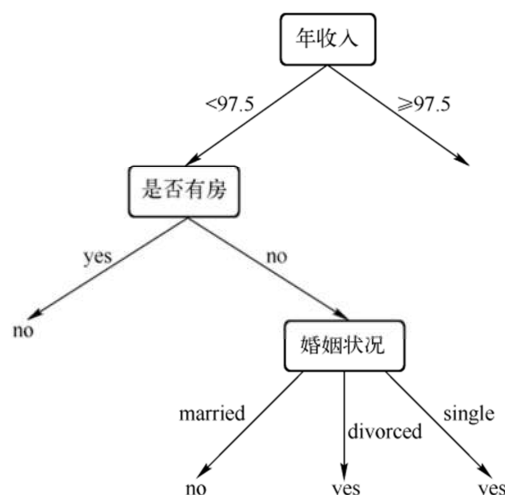 年收入
<97.5
⩾97.5
是否有房
yes
no
no
婚姻状况
married
divorced
single
no
yes
yes